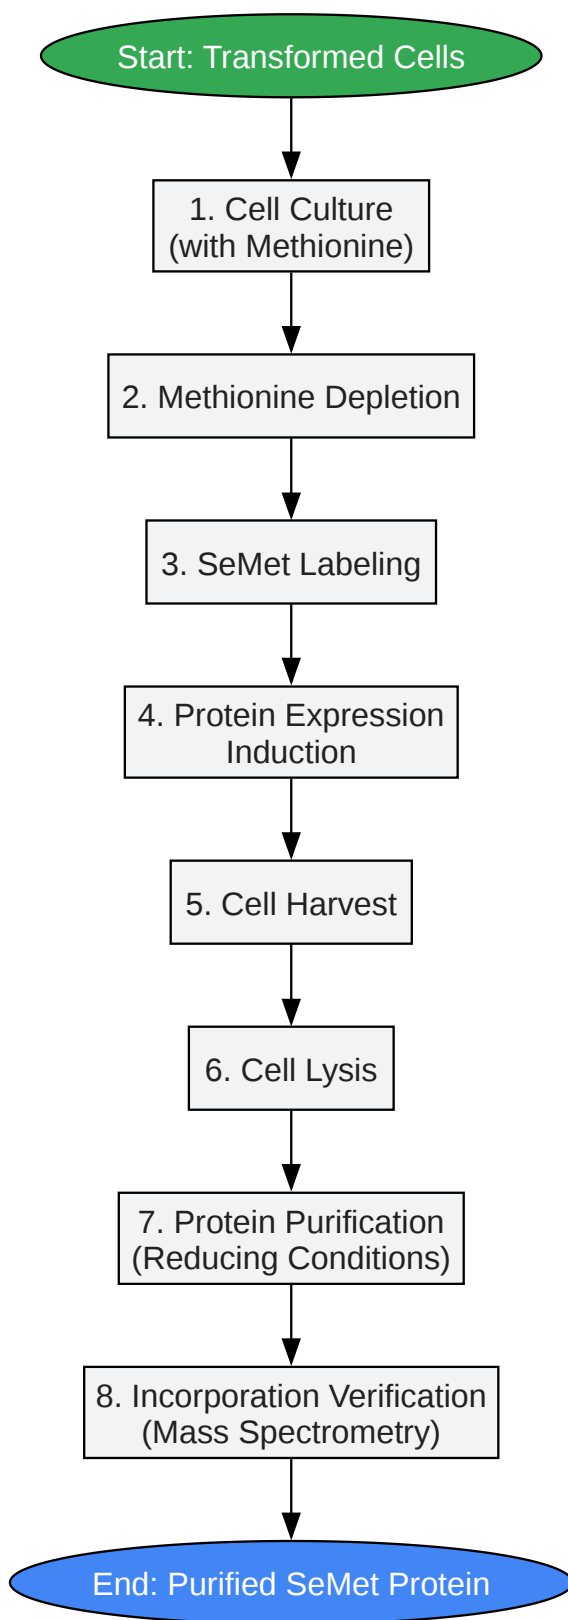 Start: Transformed Cells
1. Cell Culture
(with Methionine)
2. Methionine Depletion
3. SeMet Labeling
4. Protein Expression
Induction
5. Cell Harvest
6. Cell Lysis
7. Protein Purification
(Reducing Conditions)
8. Incorporation Verification
(Mass Spectrometry)
End: Purified SeMet Protein